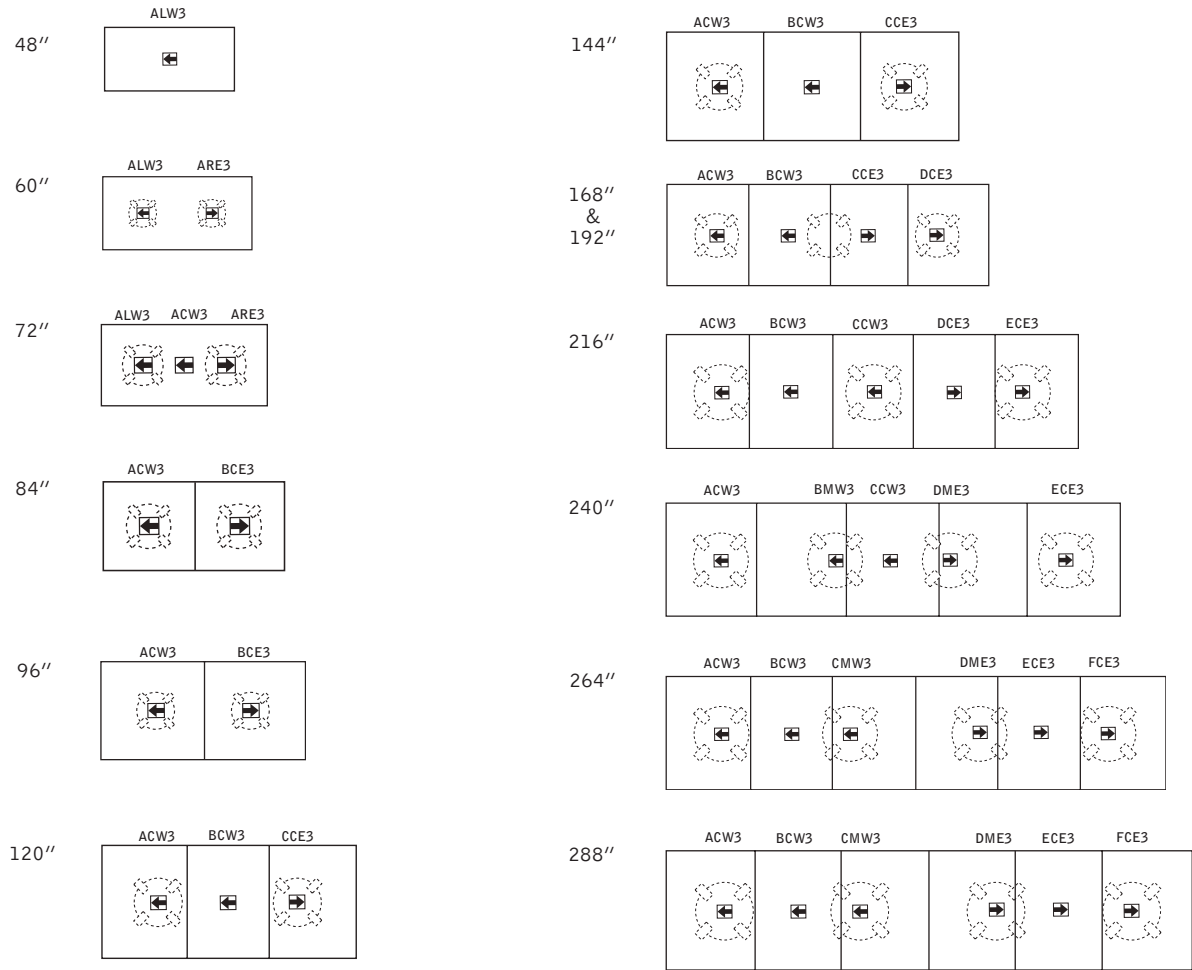 ALW3
48″
ALW3 ARE3
60″
ALW3 ACW3 ARE3
72″
ACW3 BCE3
84″
ACW3 BCE3
96″
ACW3 BCW3 CCE3
120″
ACW3 BCW3 CCE3
144″
ACW3 BCW3 CCE3 DCE3
168″
&
192″
ACW3 BCW3 CCW3 DCE3 ECE3
216″
ACW3 BMW3 CCW3 DME3 ECE3
240″
ACW3 BCW3 CMW3 DME3 ECE3 FCE3
264″
ACW3 BCW3 CMW3 DME3 ECE3 FCE3
288″